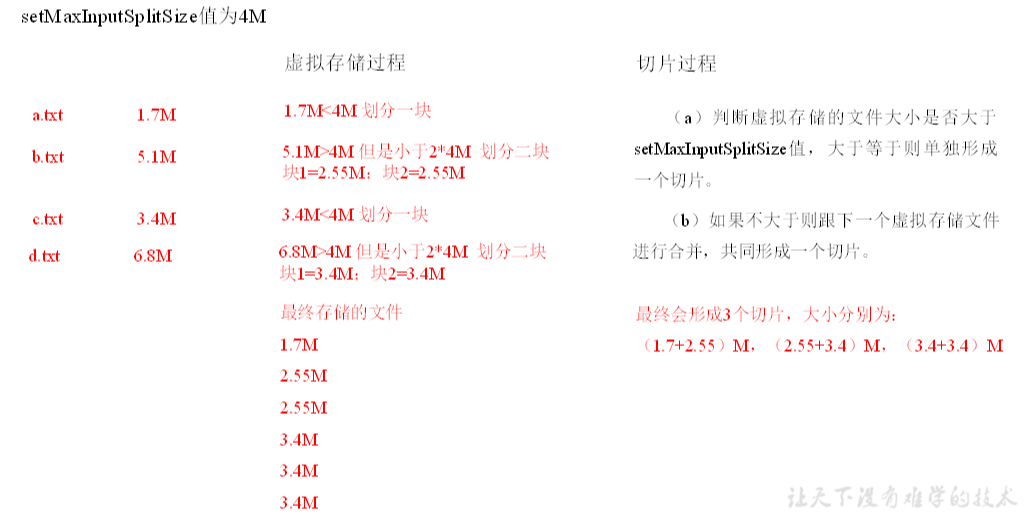 setMaxInputSplitSize值为4M
虚拟存储过程
切片过程
a.txt 1.7M 1.7M<4M 划分一块
b.txt 5.1M 5.1M>4M 但是小于2*4M 划分二块
块1=2.55M；块2=2.55M
c.txt 3.4M 3.4M<4M 划分一块
d.txt 6.8M 6.8M>4M 但是小于2*4M 划分二块
块1=3.4M；块2=3.4M
最终存储的文件
1.7M
2.55M
2.55M
3.4M
3.4M
3.4M
（a）判断虚拟存储的文件大小是否大于
setMaxInputSplitSize值，大于等于则单独形成
一个切片。
（b）如果不大于则跟下一个虚拟存储文件
进行合并，共同形成一个切片。
最终会形成3个切片，大小分别为：
（1.7+2.55）M，（2.55+3.4）M，（3.4+3.4）M
让天下没有难学的技术